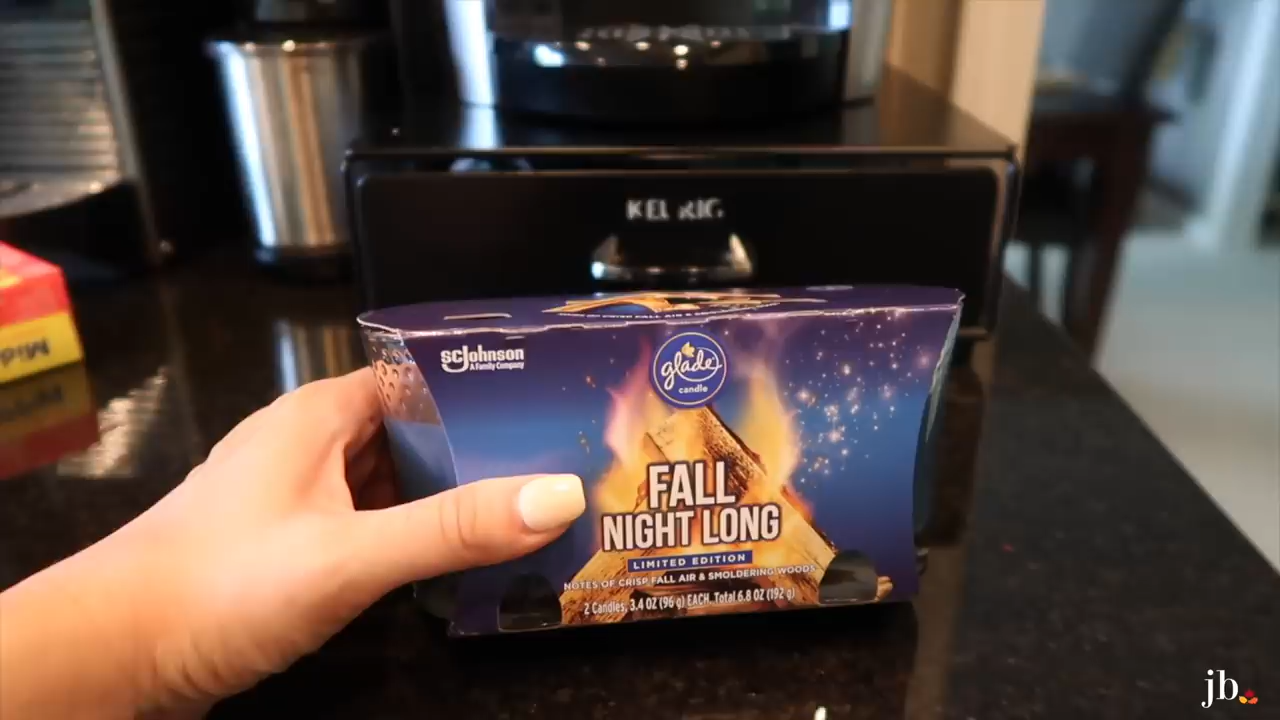 KEURIG
SCJohnson
A Family Company
glade
candle
FALL
NIGHT LONG
LIMITED EDITION
NOTES OF CRISP FALL AIR & SMOLDERING WOODS
2 Candles, 3.4 OZ (96 g) EACH, Total 6.8 OZ (192 g)
Midol
jb